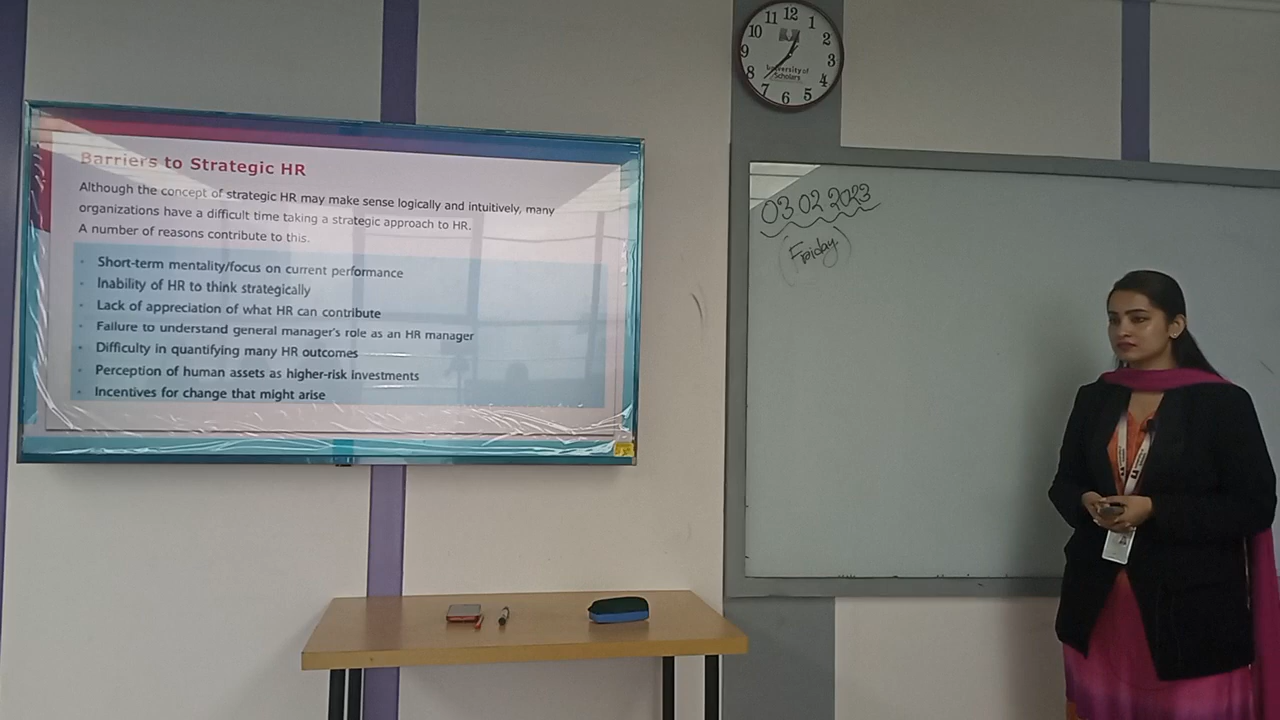 Barriers to Strategic HR
Although the concept of strategic HR may make sense logically and intuitively, many
organizations have a difficult time taking a strategic approach to HR.
A number of reasons contribute to this.
Short-term mentality/focus on current performance
Inability of HR to think strategically
Lack of appreciation of what HR can contribute
Failure to understand general manager's role as an HR manager
Difficulty in quantifying many HR outcomes
Perception of human assets as higher-risk investments
Incentives for change that might arise
12
11 1
10 2
9 3
8 4
7 5
6
University of
Scholars
03 02 2023
(Friday)